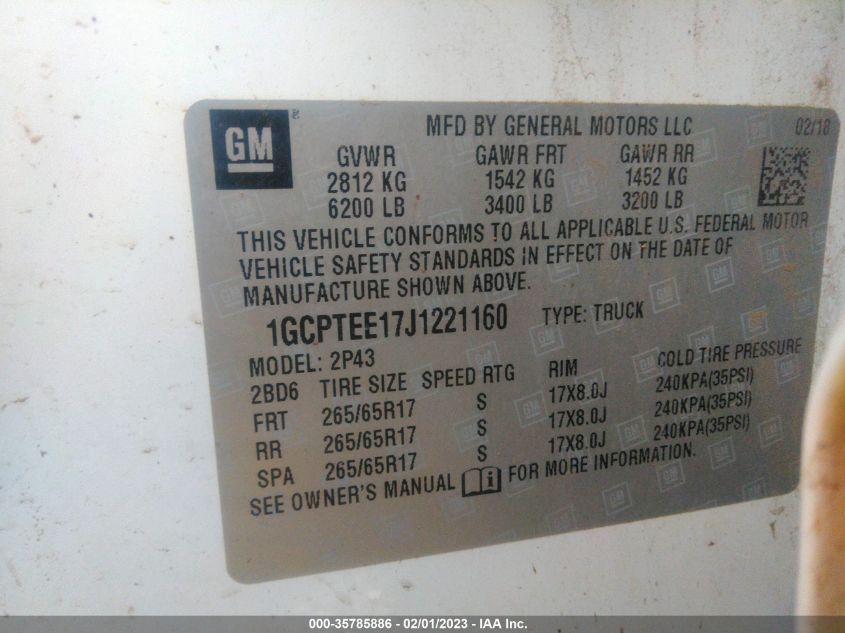 GM
MFD BY GENERAL MOTORS LLC 02/18
GVWR GAWR FRT GAWR RR
2812 KG 1542 KG 1452 KG
6200 LB 3400 LB 3200 LB
THIS VEHICLE CONFORMS TO ALL APPLICABLE U.S. FEDERAL MOTOR
VEHICLE SAFETY STANDARDS IN EFFECT ON THE DATE OF
MANUFACTURE SHOWN ABOVE.
1GCPTEE17J1221160 TYPE: TRUCK
MODEL: 2P43
2BD6 TIRE SIZE SPEED RTG RIM COLD TIRE PRESSURE
FRT 265/65R17 S 17X8.0J 240KPA(35PSI)
RR 265/65R17 S 17X8.0J 240KPA(35PSI)
SPA 265/65R17 S 17X8.0J 240KPA(35PSI)
SEE OWNER'S MANUAL FOR MORE INFORMATION.
000-35785886 - 02/01/2023 - IAA Inc.